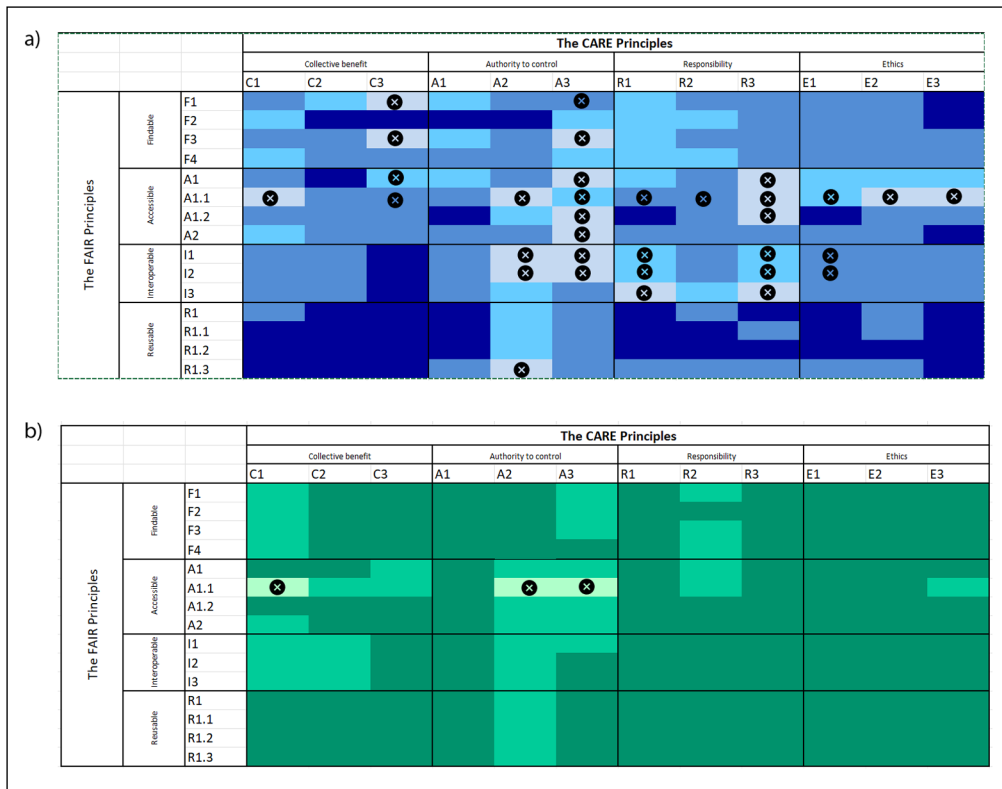 a)
The CARE Principles
Collective benefit Authority to control Responsibility Ethics
C1 C2 C3 A1 A2 A3 R1 R2 R3 E1 E2 E3
The FAIR Principles
Findable
F1
F2
F3
F4
Accessible
A1
A1.1
A1.2
A2
Interoperable
I1
I2
I3
Reusable
R1
R1.1
R1.2
R1.3
b)
The CARE Principles
Collective benefit Authority to control Responsibility Ethics
C1 C2 C3 A1 A2 A3 R1 R2 R3 E1 E2 E3
The FAIR Principles
Findable
F1
F2
F3
F4
Accessible
A1
A1.1
A1.2
A2
Interoperable
I1
I2
I3
Reusable
R1
R1.1
R1.2
R1.3